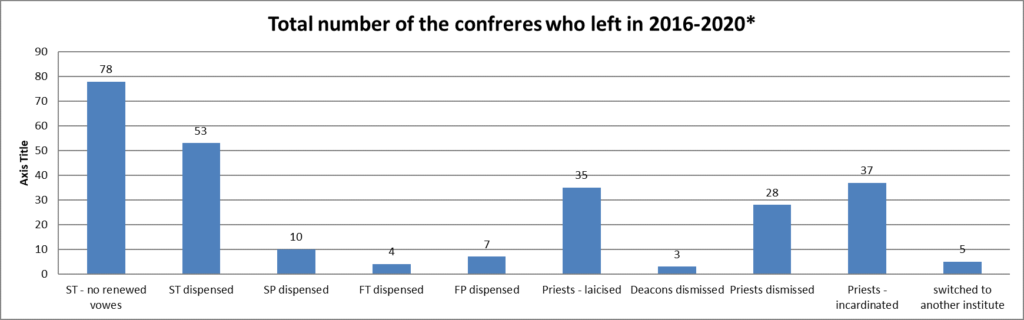 Total number of the confreres who left in 2016-2020*
Axis Title
90
80
70
60
50
40
30
20
10
0
78
53
10
4
7
35
3
28
37
5
ST - no renewed
vowes
ST dispensed
SP dispensed
FT dispensed
FP dispensed
Priests - laicised
Deacons dismissed
Priests dismissed
Priests -
incardinated
switched to
another institute